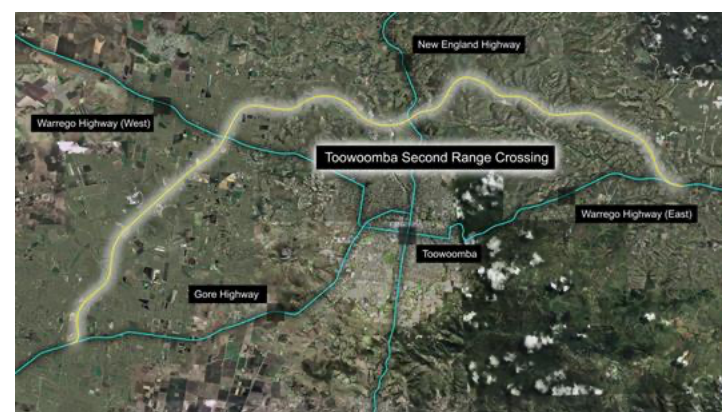 New England Highway
Warrego Highway (West)
Toowoomba Second Range Crossing
Warrego Highway (East)
Toowoomba
Gore Highway